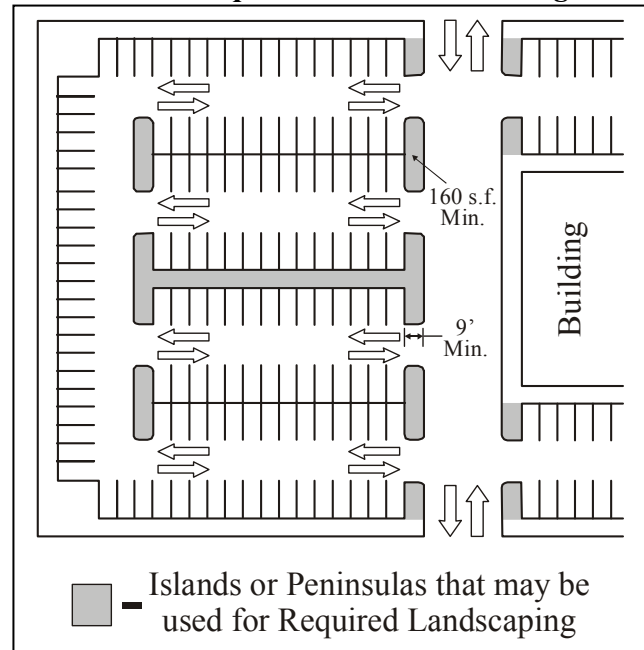 160 s.f.
Min.
9’
Min.
Building
Islands or Peninsulas that may be
used for Required Landscaping